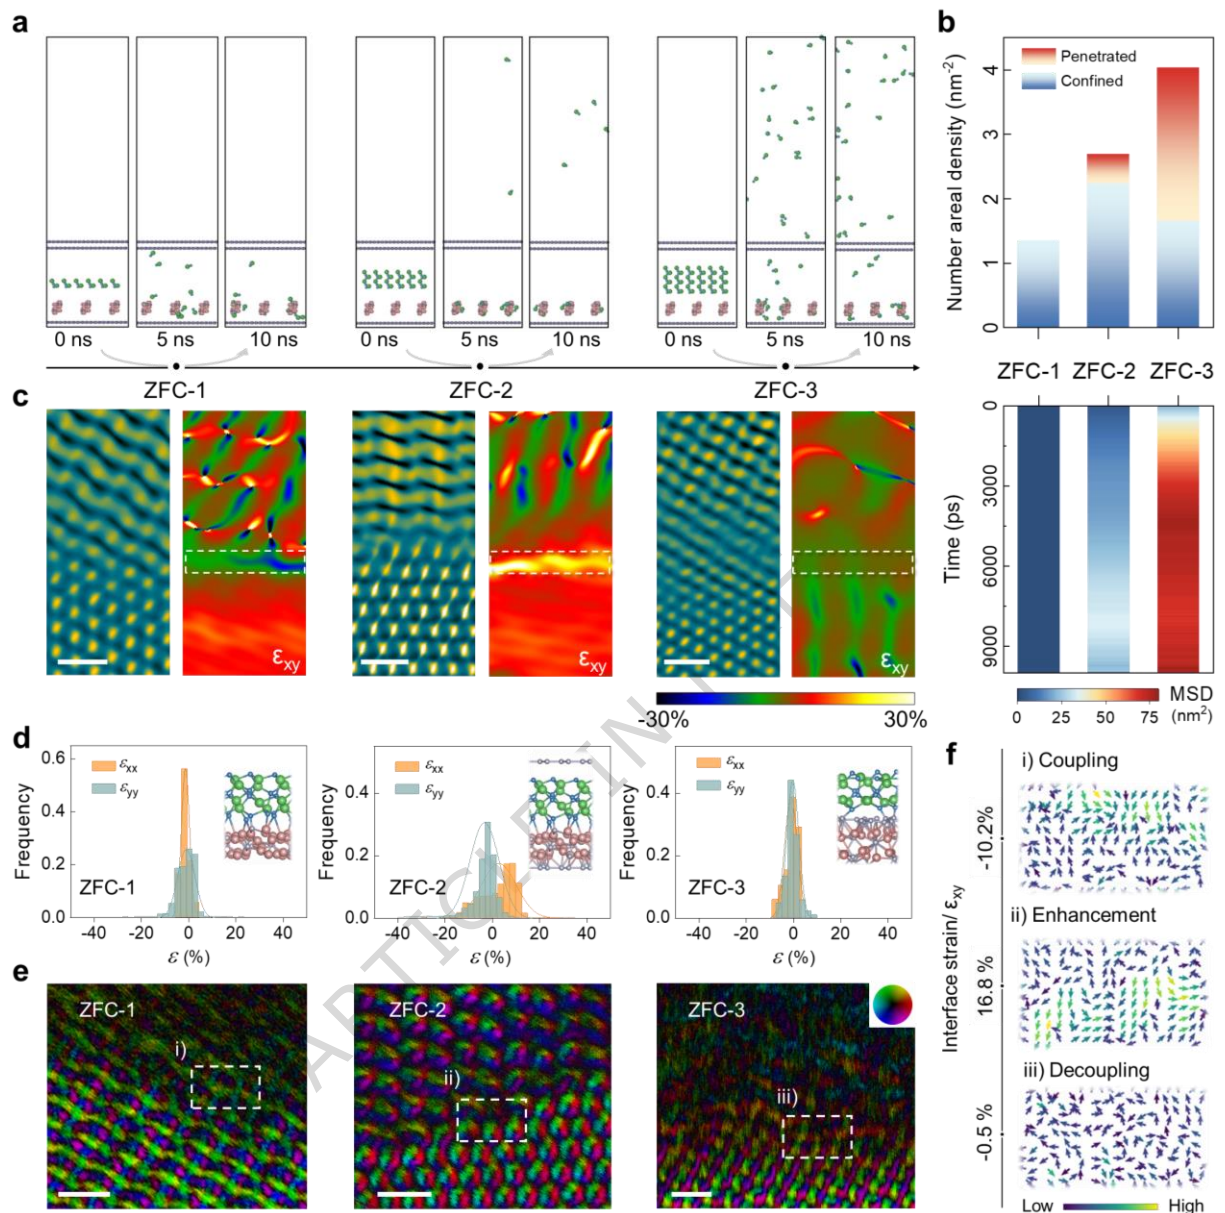 a
0 ns
5 ns
10 ns
0 ns
5 ns
10 ns
0 ns
5 ns
10 ns
ZFC-1
ZFC-2
ZFC-3
b
Penetrated
Confined
Number areal density (nm⁻²)
4
3
2
1
0
ZFC-1
ZFC-2
ZFC-3
Time (ps)
0
3000
6000
9000
MSD
(nm²)
0
25
50
75
c
εxy
εxy
εxy
-30%
30%
d
Frequency
0.6
0.4
0.2
0.0
εxx
εyy
ZFC-1
-40
-20
0
20
40
ε (%)
Frequency
0.4
0.2
0.0
εxx
εyy
ZFC-2
-40
-20
0
20
40
ε (%)
Frequency
0.4
0.2
0.0
εxx
εyy
ZFC-3
-40
-20
0
20
40
ε (%)
e
ZFC-1
i)
ZFC-2
ii)
ZFC-3
iii)
f
Interface strain/ εxy
-10.2%
16.8 %
-0.5 %
i) Coupling
ii) Enhancement
iii) Decoupling
Low
High